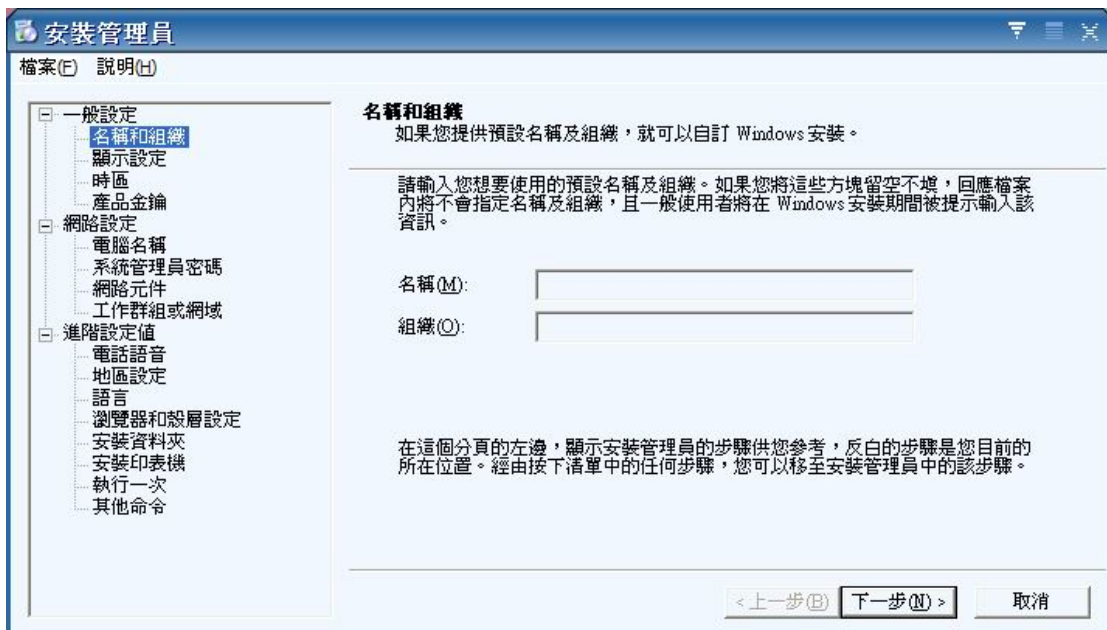 安裝管理員
檔案(F) 說明(H)
一般設定
名稱和組織
顯示設定
時區
產品金鑰
網路設定
電腦名稱
系統管理員密碼
網路元件
工作群組或網域
進階設定值
電話語音
地區設定
語言
瀏覽器和殼層設定
安裝資料夾
安裝印表機
執行一次
其他命令
名稱和組織
如果您提供預設名稱及組織，就可以自訂 Windows 安裝。
請輸入您想要使用的預設名稱及組織。如果您將這些方塊留空不填，回應檔案
內將不會指定名稱及組織，且一般使用者將在 Windows 安裝期間被提示輸入該
資訊。
名稱(M):
組織(O):
在這個分頁的左邊，顯示安裝管理員的步驟供您參考，反白的步驟是您目前的
所在位置。經由按下清單中的任何步驟，您可以移至安裝管理員中的該步驟。
<上一步(B) 下一步(N) > 取消